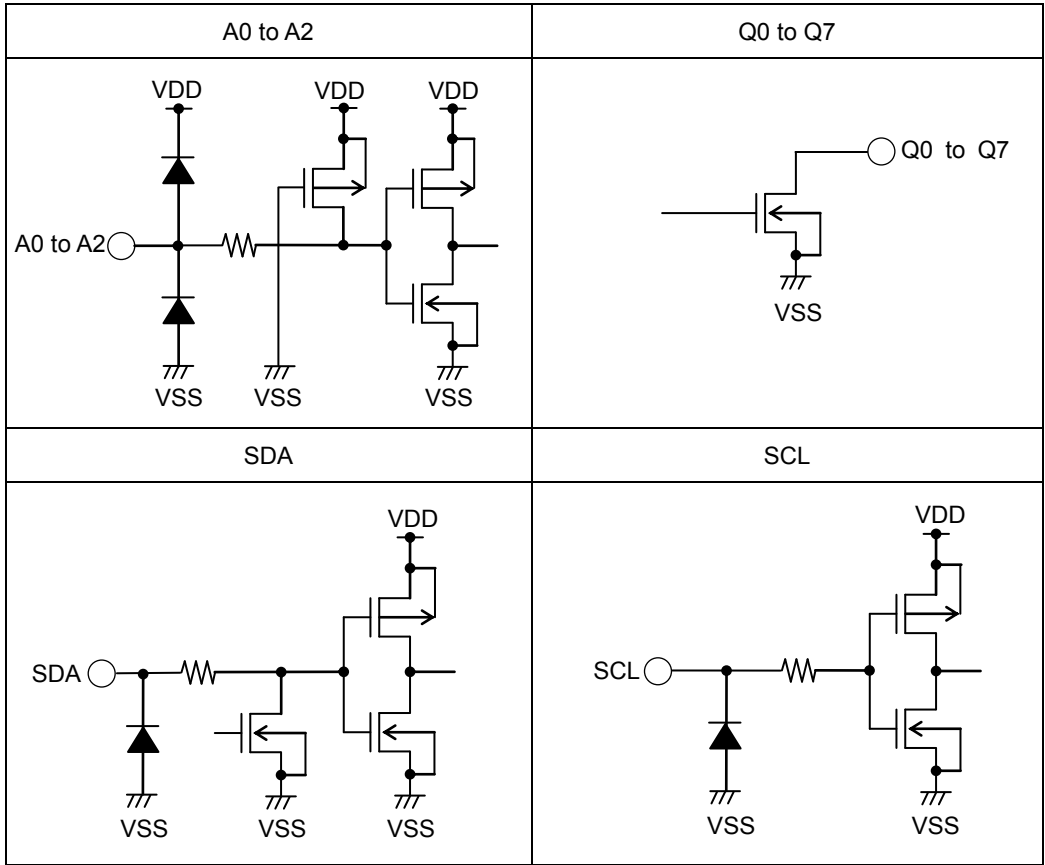 A0 to A2
Q0 to Q7
VDD VDD VDD
A0 to A2
VSS VSS VSS
Q0 to Q7
VSS
SDA
SCL
VDD
SDA
VSS VSS VSS
VDD
SCL
VSS VSS